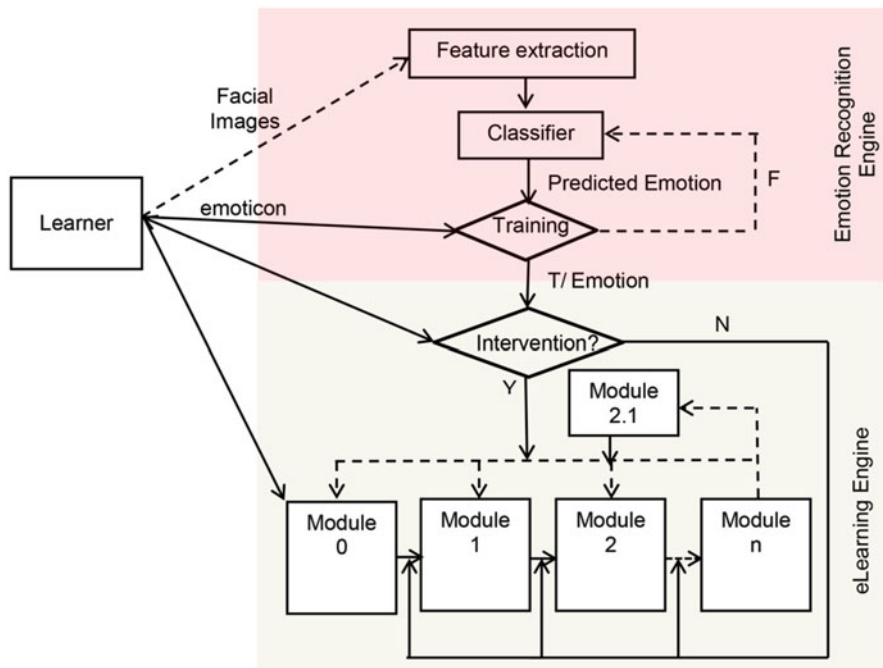 Feature extraction
Facial
Images
Classifier
Emotion Recognition
Engine
Predicted Emotion
F
Learner
emoticon
Training
T/ Emotion
N
Intervention?
Y
Module
2.1
eLearning Engine
Module
0
Module
1
Module
2
Module
n